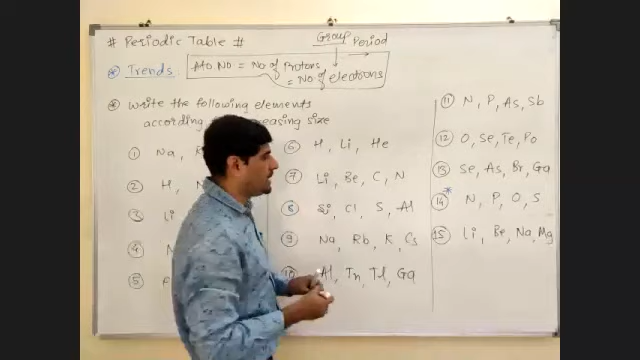 # Periodic Table #
Group
Period
* Trends
Ato. No = No of Protons
= No of electrons
* Write the following elements
according size
① Na,
② H,
③ Li
④
⑤
⑥ H, Li, He
⑦ Li, Be, C, N
⑧ Si, Cl, S, Al
⑨ Na, Rb, K, Cs
⑩ Al, In, Tl, Ga
⑪ N, P, As, Sb
⑫ O, Se, Te, Po
⑬ Se, As, Br, Ga
⑭* N, P, O, S
⑮ Li, Be, Na, Mg